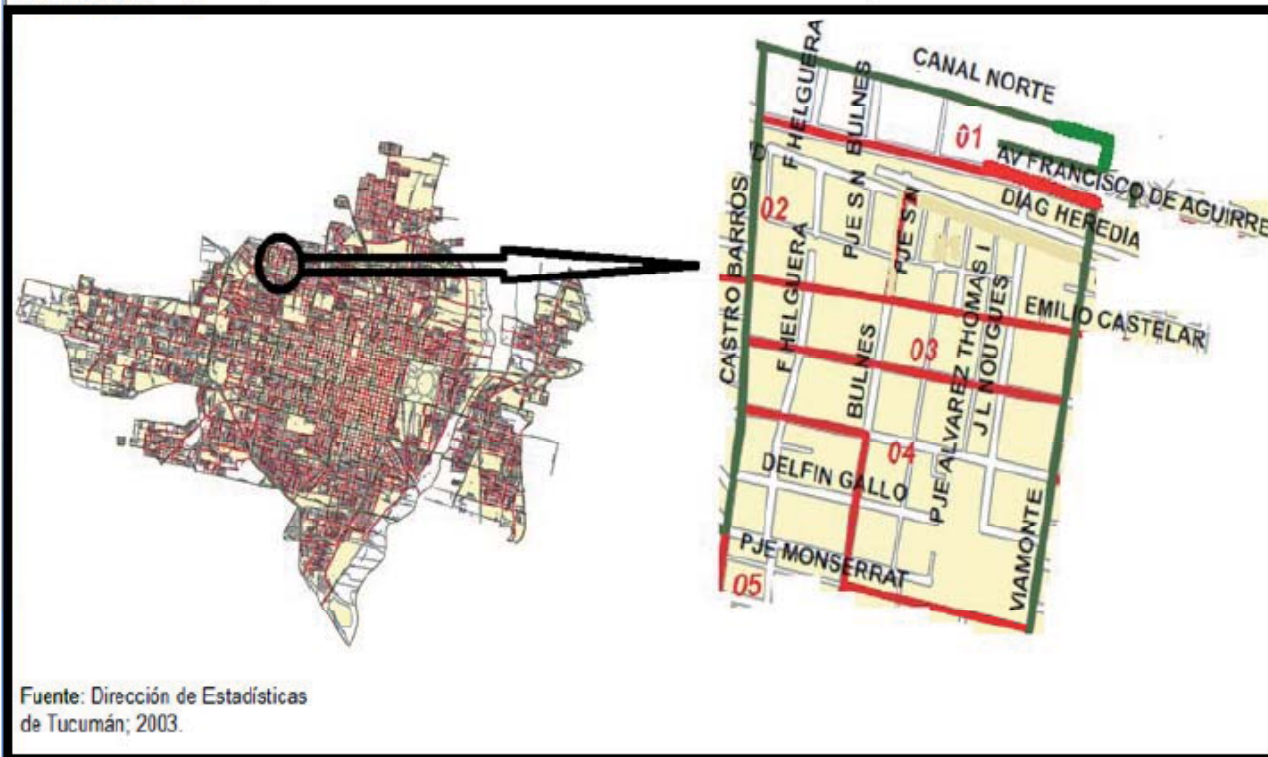 CANAL NORTE
F HELGUERA
BULNES
01
AV FRANCISCO DE AGUIRRE
DIAG HEREDIA
CASTRO BARROS
02
F HELGUERA
PJE S N
PJE S N
EMILIO CASTELAR
03
BULNES
PJE ALVAREZ THOMAS I
J L NOUGUES
04
DELFIN GALLO
PJE MONSERRAT
05
VIAMONTE
Fuente: Dirección de Estadísticas
de Tucumán; 2003.